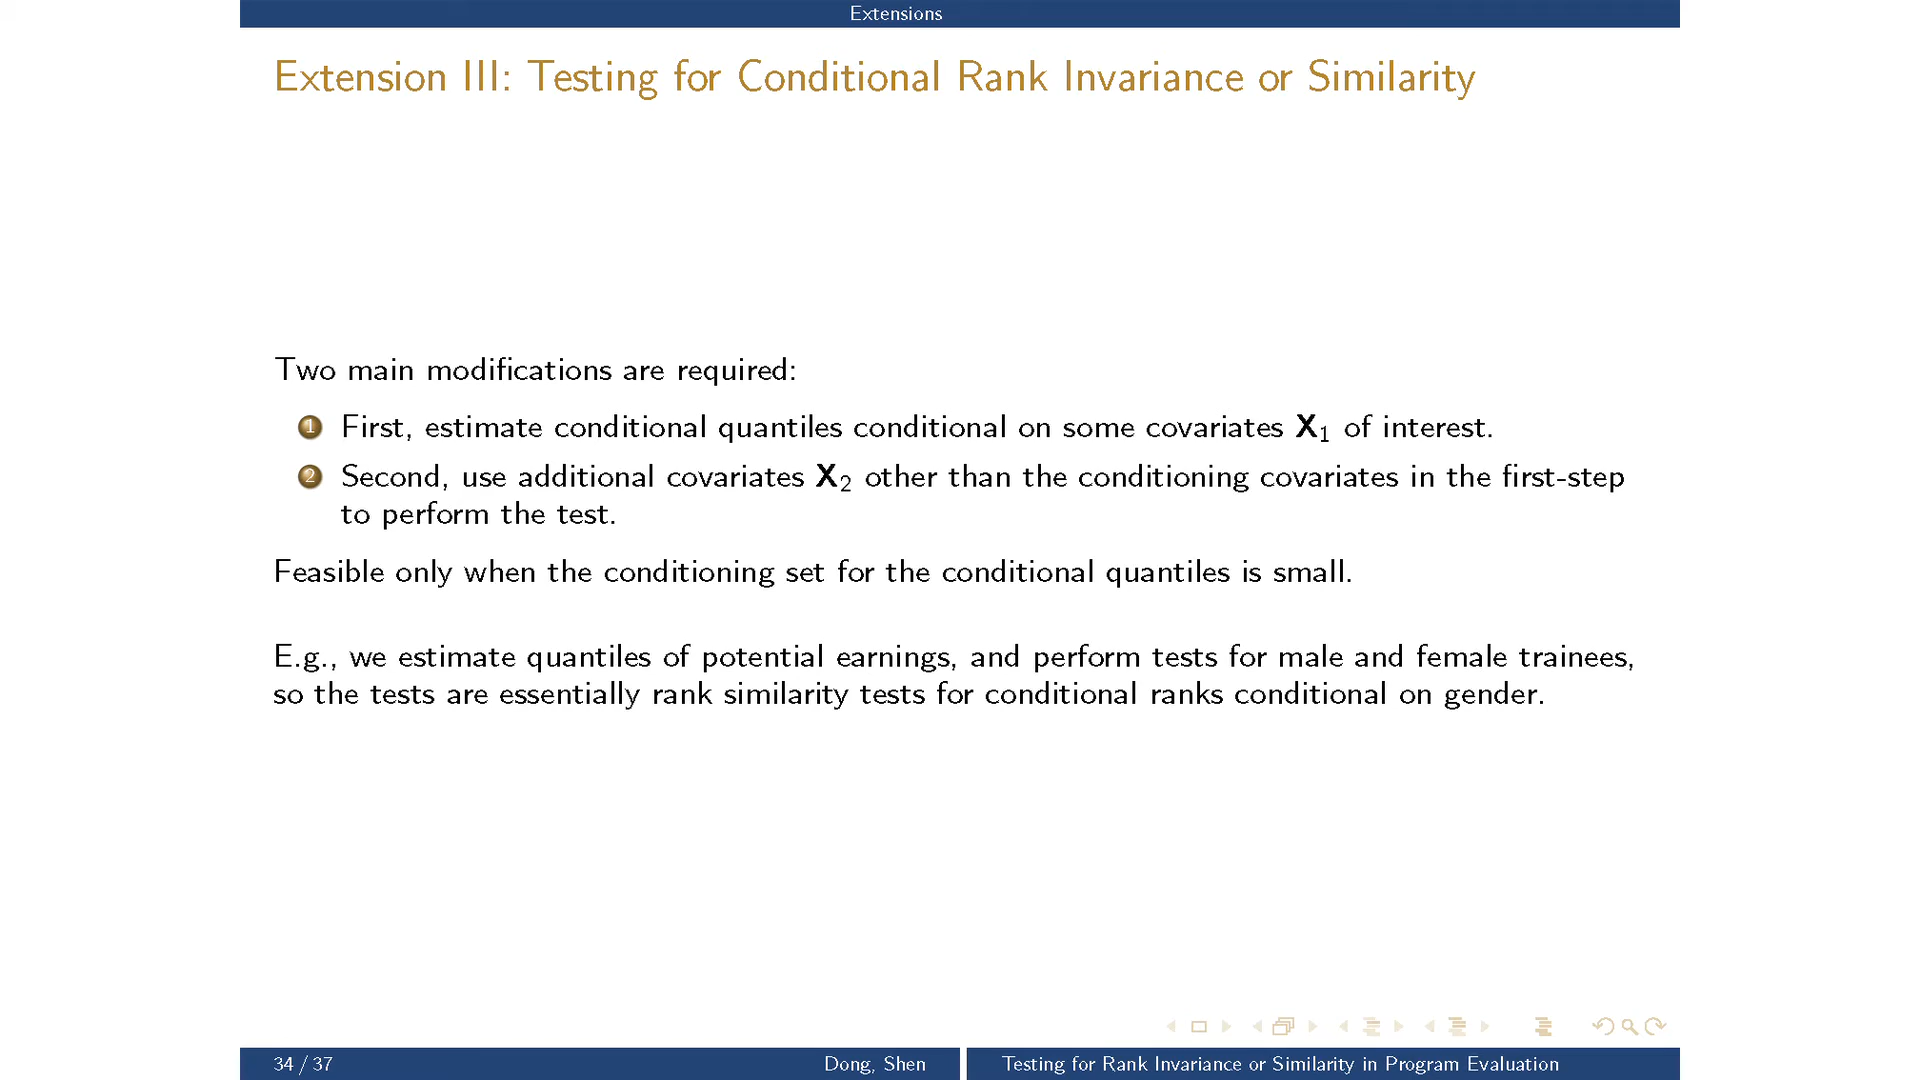 Extensions
Extension III: Testing for Conditional Rank Invariance or Similarity
Two main modifications are required:
1 First, estimate conditional quantiles conditional on some covariates X₁ of interest.
2 Second, use additional covariates X₂ other than the conditioning covariates in the first-step
to perform the test.
Feasible only when the conditioning set for the conditional quantiles is small.
E.g., we estimate quantiles of potential earnings, and perform tests for male and female trainees,
so the tests are essentially rank similarity tests for conditional ranks conditional on gender.
34 / 37 Dong, Shen Testing for Rank Invariance or Similarity in Program Evaluation